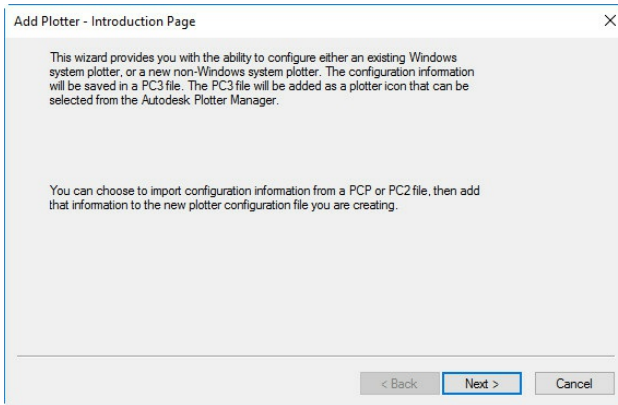 Add Plotter - Introduction Page
This wizard provides you with the ability to configure either an existing Windows
system plotter, or a new non-Windows system plotter. The configuration information
will be saved in a PC3 file. The PC3 file will be added as a plotter icon that can be
selected from the Autodesk Plotter Manager.
You can choose to import configuration information from a PCP or PC2 file, then add
that information to the new plotter configuration file you are creating.
< Back Next > Cancel